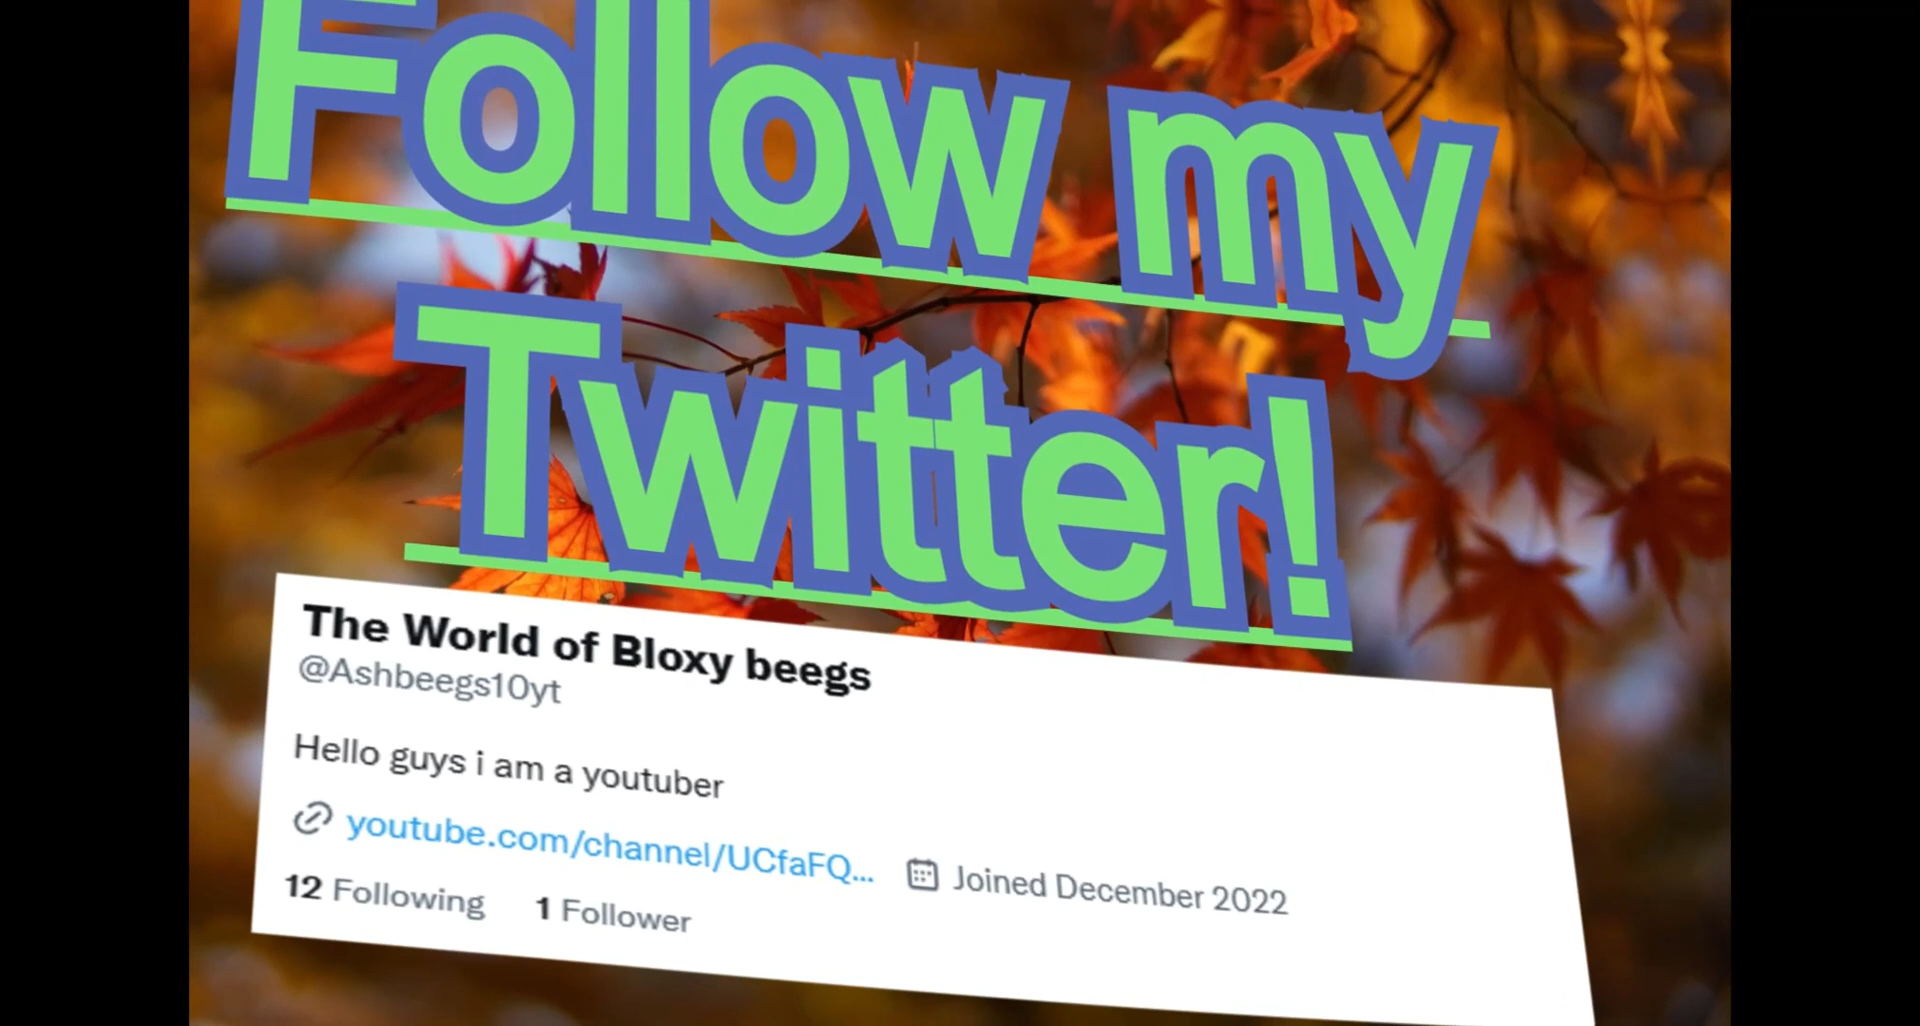 Follow my
Twitter!
The World of Bloxy beegs
@Ashbeegs10yt
Hello guys i am a youtuber
youtube.com/channel/UCfaFQ... Joined December 2022
12 Following 1 Follower